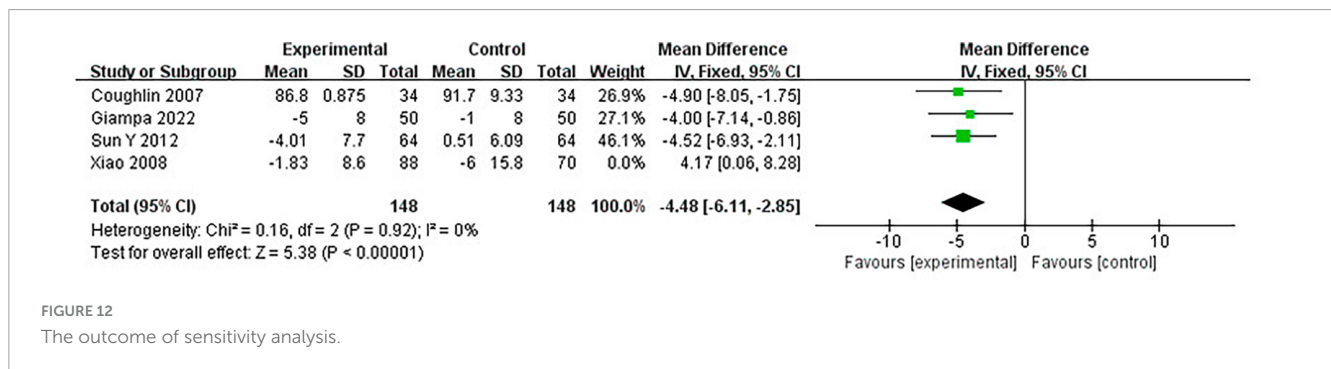 Experimental Control Mean Difference Mean Difference
Study or Subgroup Mean SD Total Mean SD Total Weight IV, Fixed, 95% CI IV, Fixed, 95% CI
Coughlin 2007 86.8 0.875 34 91.7 9.33 34 26.9% -4.90 [-8.05, -1.75]
Giampa 2022 -5 8 50 -1 8 50 27.1% -4.00 [-7.14, -0.86]
Sun Y 2012 -4.01 7.7 64 0.51 6.09 64 46.1% -4.52 [-6.93, -2.11]
Xiao 2008 -1.83 8.6 88 -6 15.8 70 0.0% 4.17 [0.06, 8.28]
Total (95% CI) 148 148 100.0% -4.48 [-6.11, -2.85]
Heterogeneity: Chi² = 0.16, df = 2 (P = 0.92); I² = 0%
Test for overall effect: Z = 5.38 (P < 0.00001)
-10 -5 0 5 10
Favours [experimental] Favours [control]
FIGURE 12
The outcome of sensitivity analysis.